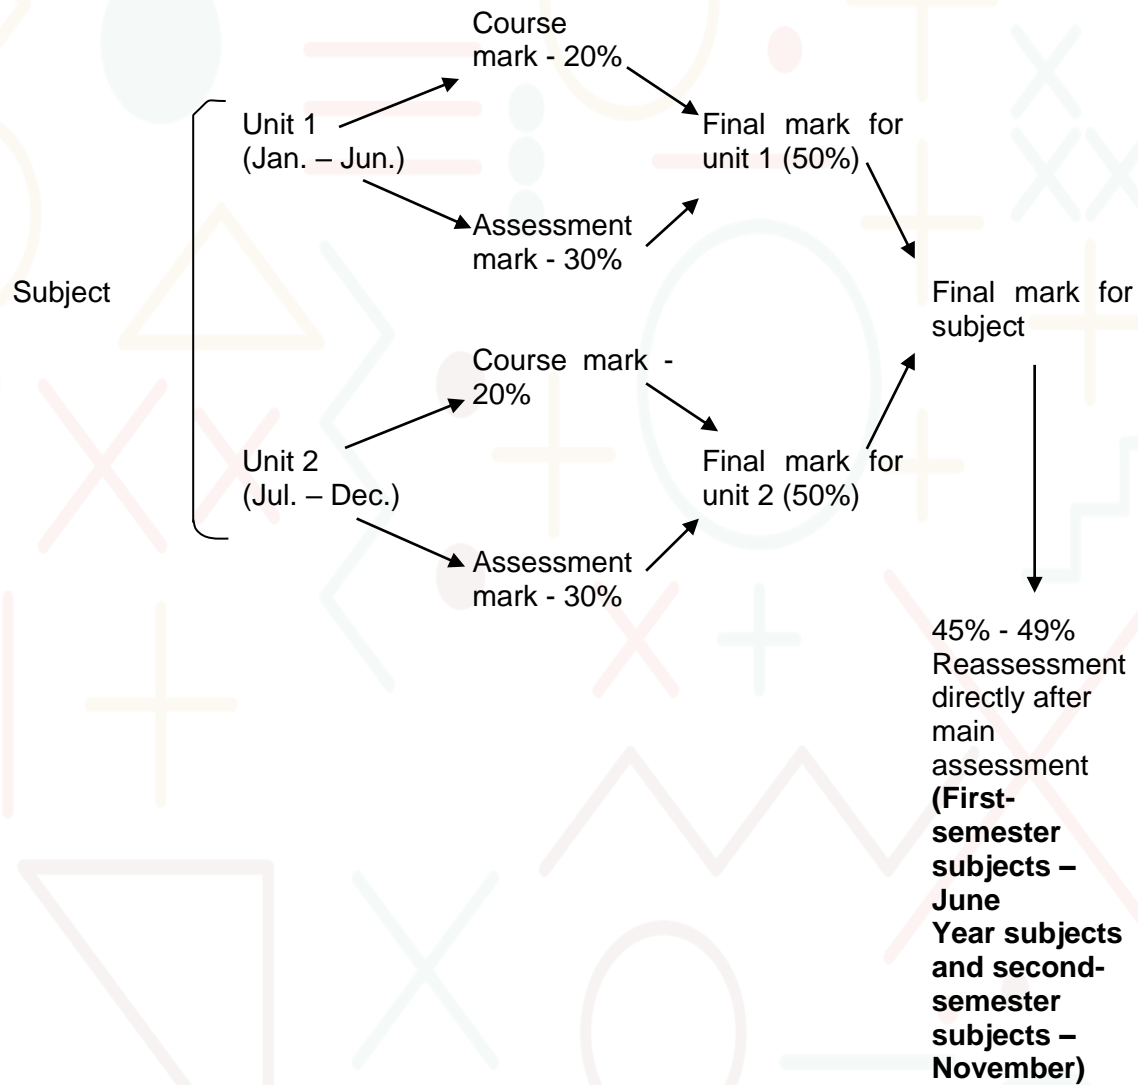 Course
mark - 20%
Unit 1
(Jan. – Jun.)
Final mark for
unit 1 (50%)
Assessment
mark - 30%
Subject
Final mark for
subject
Course mark -
20%
Unit 2
(Jul. – Dec.)
Final mark for
unit 2 (50%)
Assessment
mark - 30%
45% - 49%
Reassessment
directly after
main
assessment
(First-
semester
subjects –
June
Year subjects
and second-
semester
subjects –
November)